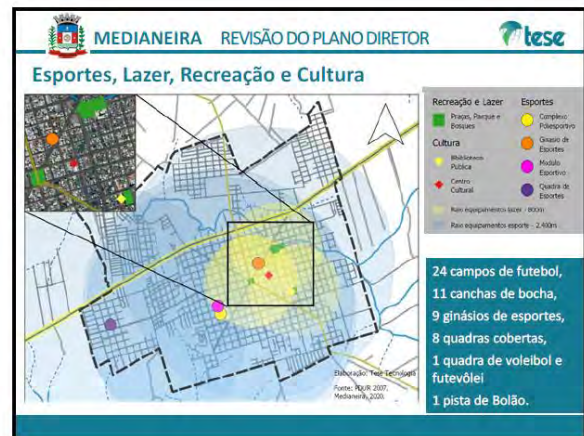 MEDIANEIRA REVISÃO DO PLANO DIRETOR
tese
Esportes, Lazer, Recreação e Cultura
Recreação e Lazer
Praças, Parque e
Bosques
Cultura
Biblioteca
Pública
Centro
Cultural
Esportes
Complexo
Poliesportivo
Ginásio de
Esportes
Modulo
Esportivo
Quadra de
Esportes
Raio equipamentos lazer - 800m
Raio equipamentos esporte - 2.400m
24 campos de futebol,
11 canchas de bocha,
9 ginásios de esportes,
8 quadras cobertas,
1 quadra de voleibol e
futevôlei
1 pista de Bolão.
Elaboração: Tese Tecnologia
Fonte: PDUR 2007,
Medianeira, 2020.